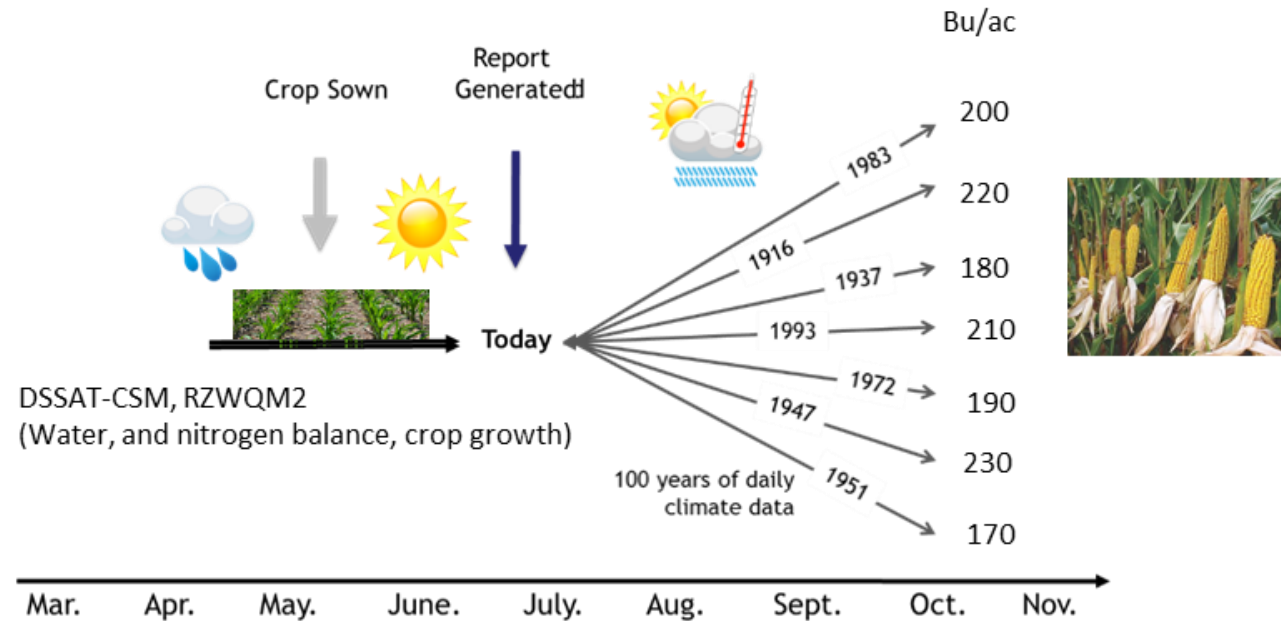 Bu/ac
Report
Generated!
Crop Sown
200
1983
220
1916
180
1937
Today
1993
210
1972
190
DSSAT-CSM, RZWQM2
(Water, and nitrogen balance, crop growth)
1947
230
100 years of daily
climate data
1951
170
Mar. Apr. May. June. July. Aug. Sept. Oct. Nov.